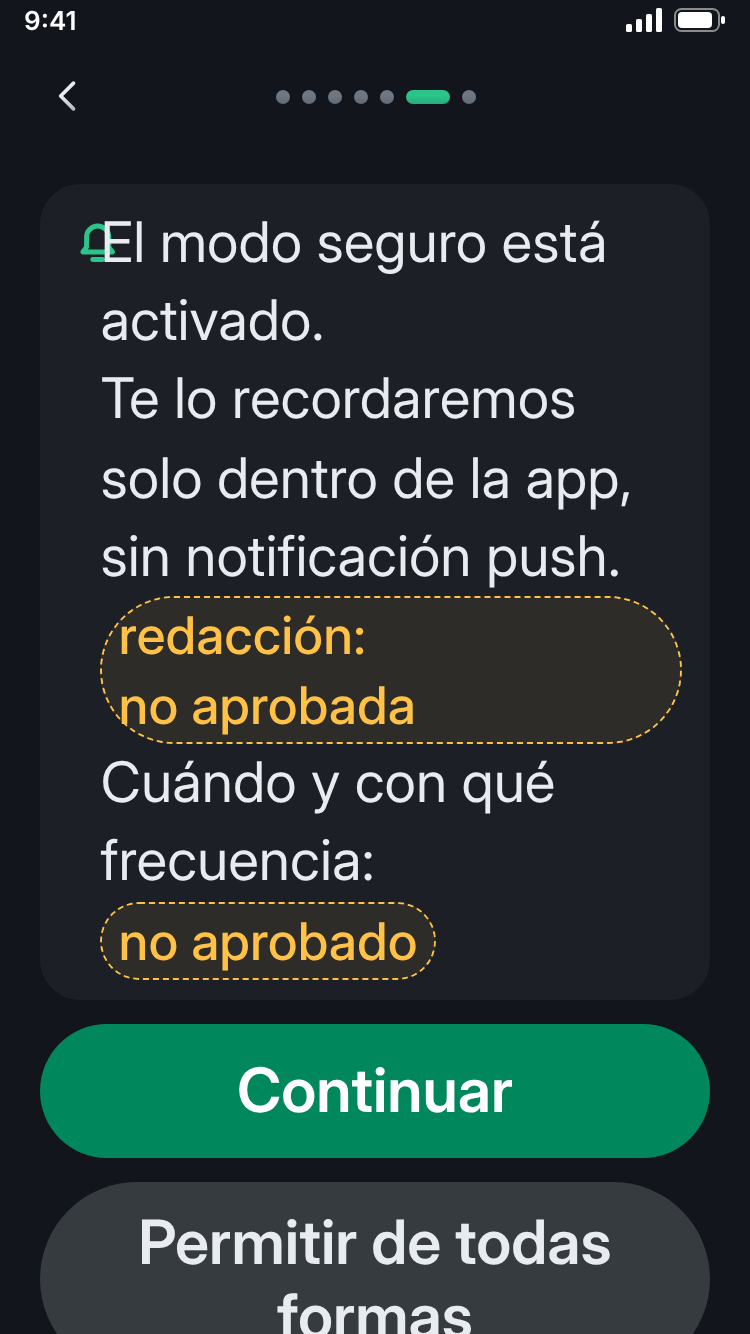 9:41
El modo seguro está
activado.
Te lo recordaremos
solo dentro de la app,
sin notificación push.
redacción:
no aprobada
Cuándo y con qué
frecuencia:
no aprobado
Continuar
Permitir de todas
formas